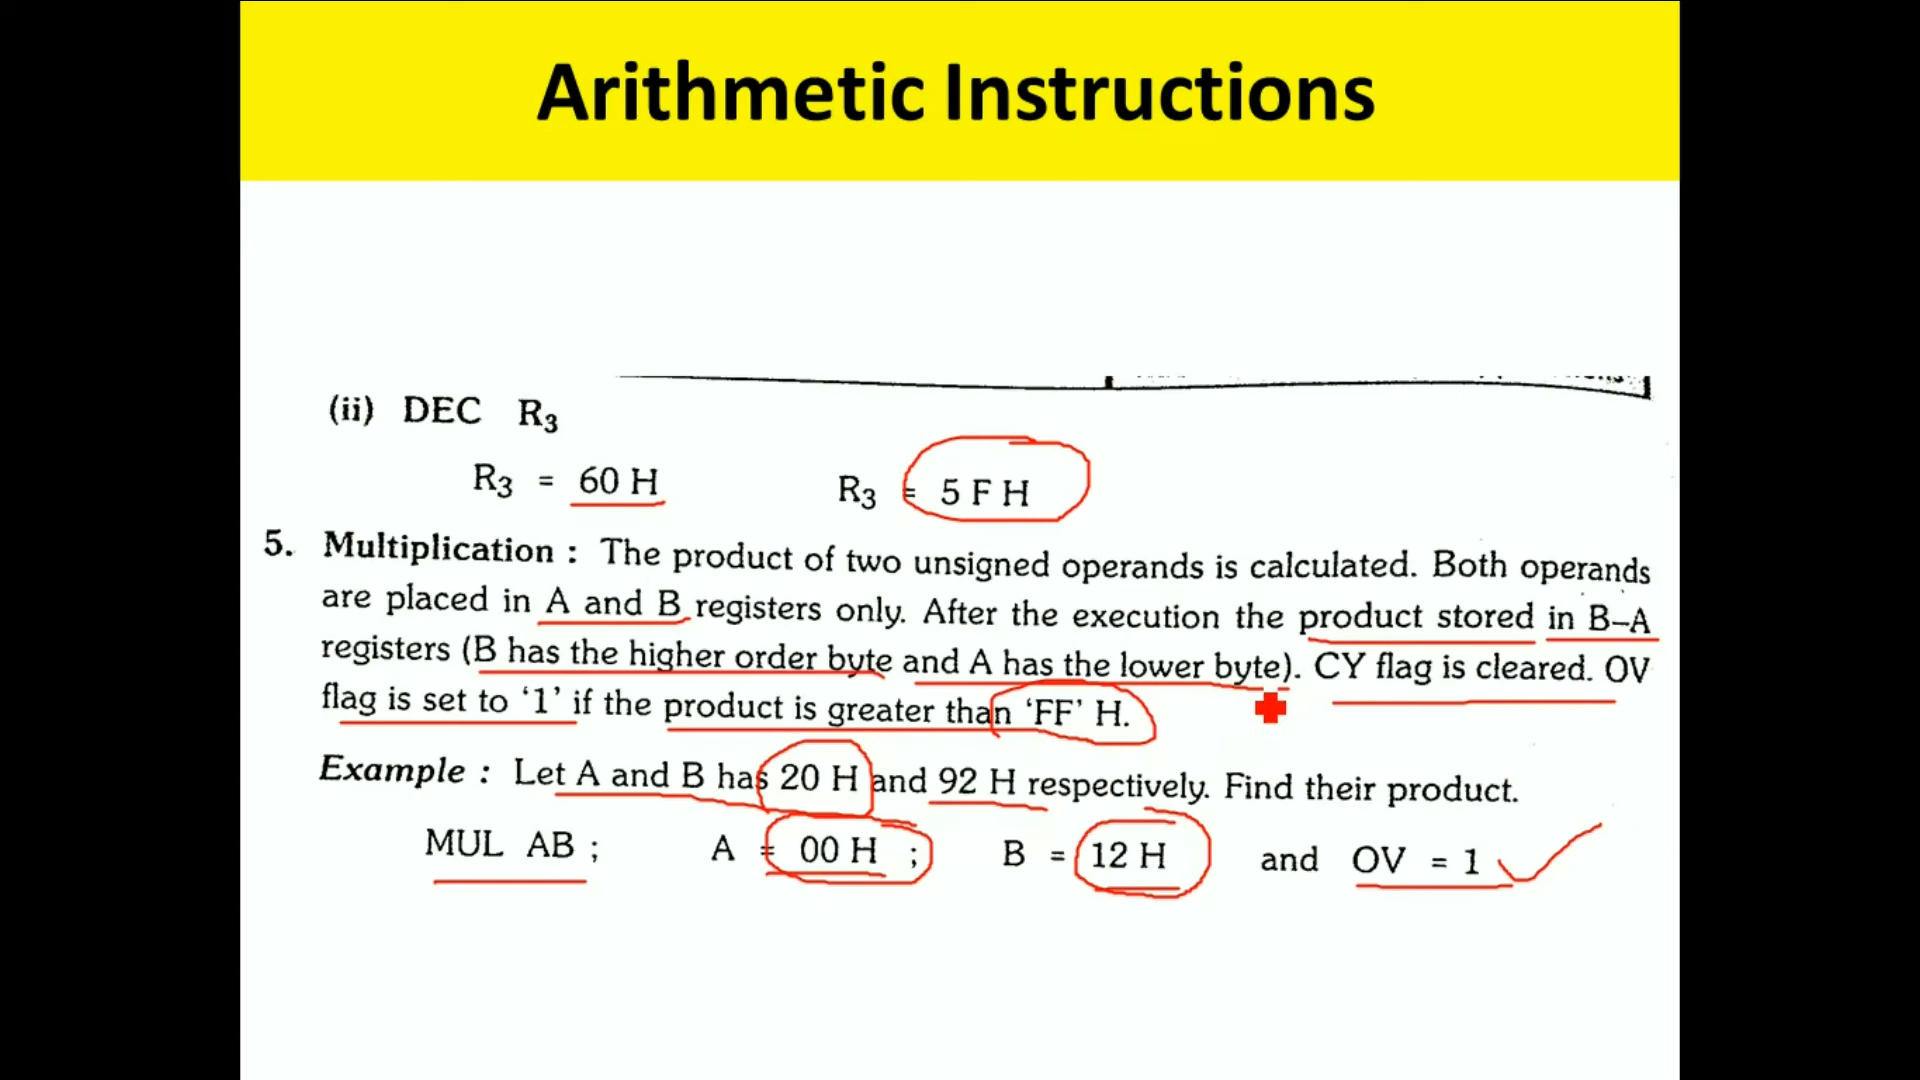 Arithmetic Instructions
(ii) DEC R3
R3 = 60 H R3 = 5 F H
5. Multiplication : The product of two unsigned operands is calculated. Both operands
are placed in A and B registers only. After the execution the product stored in B–A
registers (B has the higher order byte and A has the lower byte). CY flag is cleared. OV
flag is set to ‘1’ if the product is greater than ‘FF’ H.
Example : Let A and B has 20 H and 92 H respectively. Find their product.
MUL AB ; A = 00 H ; B = 12 H and OV = 1